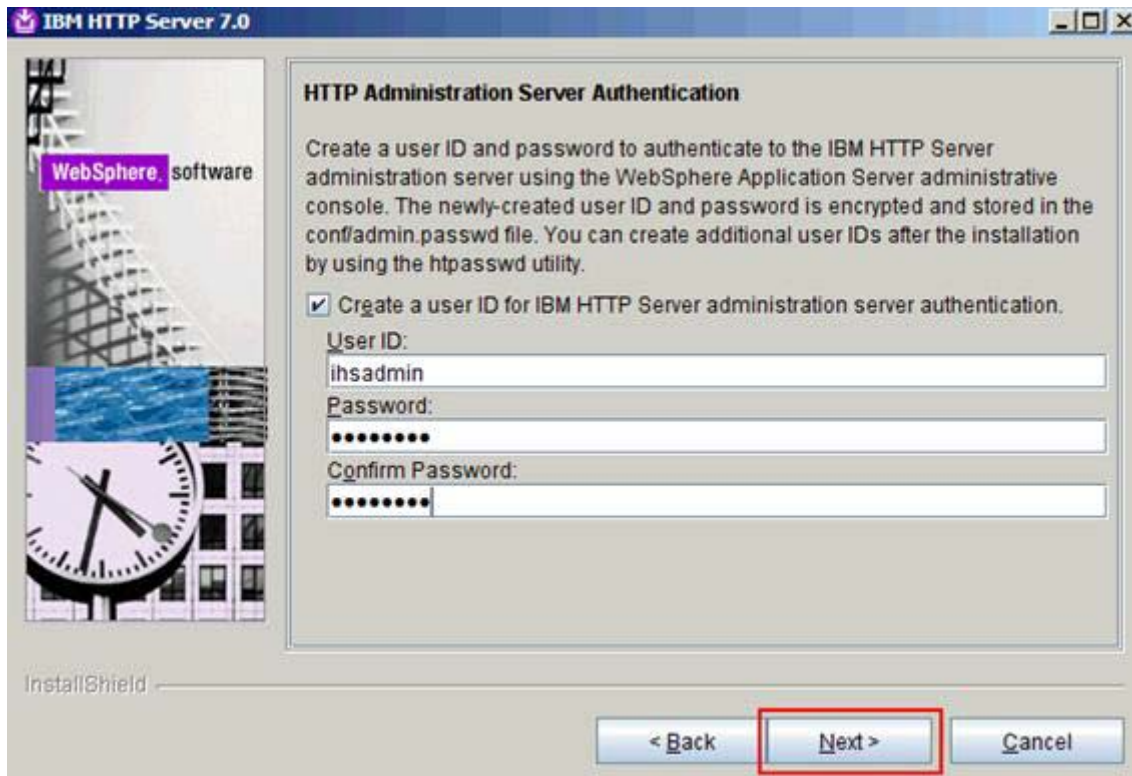 IBM HTTP Server 7.0
WebSphere. software
HTTP Administration Server Authentication
Create a user ID and password to authenticate to the IBM HTTP Server
administration server using the WebSphere Application Server administrative
console. The newly-created user ID and password is encrypted and stored in the
conf/admin.passwd file. You can create additional user IDs after the installation
by using the htpasswd utility.
Create a user ID for IBM HTTP Server administration server authentication.
User ID:
ihsadmin
Password:
●●●●●●●●
Confirm Password:
●●●●●●●●
InstallShield
< Back
Next >
Cancel